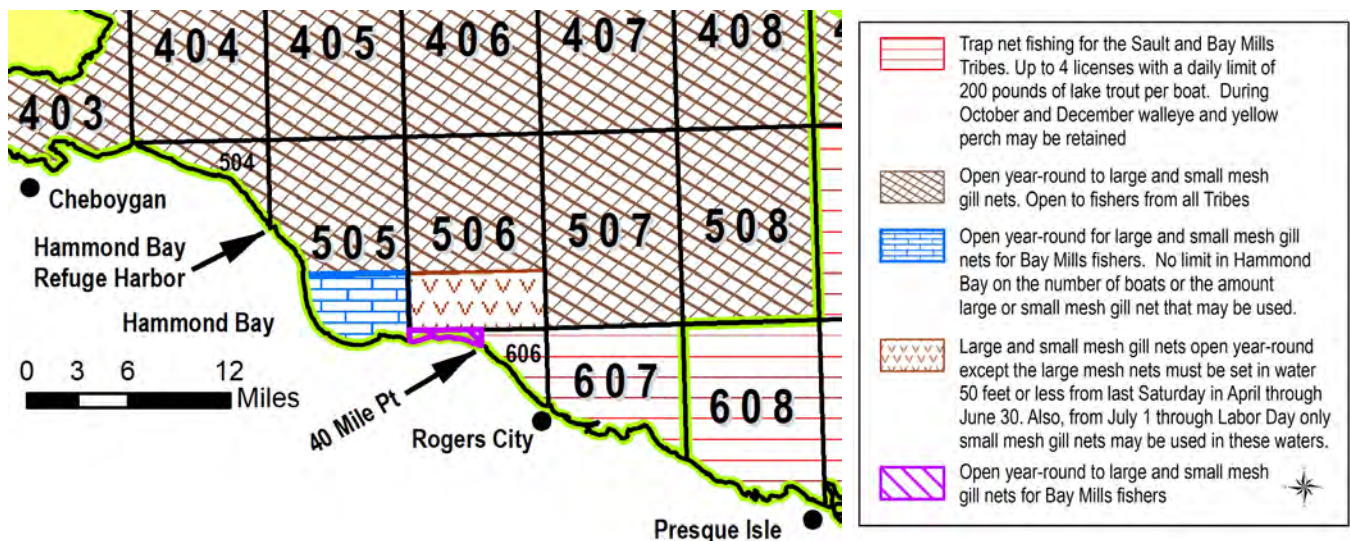 404
405
406
407
408
4
403
504
Cheboygan
Hammond Bay
Refuge Harbor
505
506
507
508
Hammond Bay
0 3 6 12
Miles
40 Mile Pt
606
607
608
Rogers City
Presque Isle
Trap net fishing for the Sault and Bay Mills
Tribes. Up to 4 licenses with a daily limit of
200 pounds of lake trout per boat. During
October and December walleye and yellow
perch may be retained
Open year-round to large and small mesh
gill nets. Open to fishers from all Tribes
Open year-round for large and small mesh gill
nets for Bay Mills fishers. No limit in Hammond
Bay on the number of boats or the amount
large or small mesh gill net that may be used.
Large and small mesh gill nets open year-round
except the large mesh nets must be set in water
50 feet or less from last Saturday in April through
June 30. Also, from July 1 through Labor Day only
small mesh gill nets may be used in these waters.
Open year-round to large and small mesh
gill nets for Bay Mills fishers